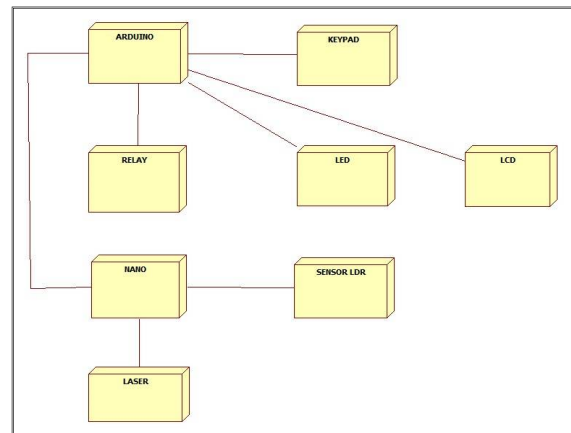 ARDUINO
KEYPAD
RELAY
LED
LCD
NANO
SENSOR LDR
LASER